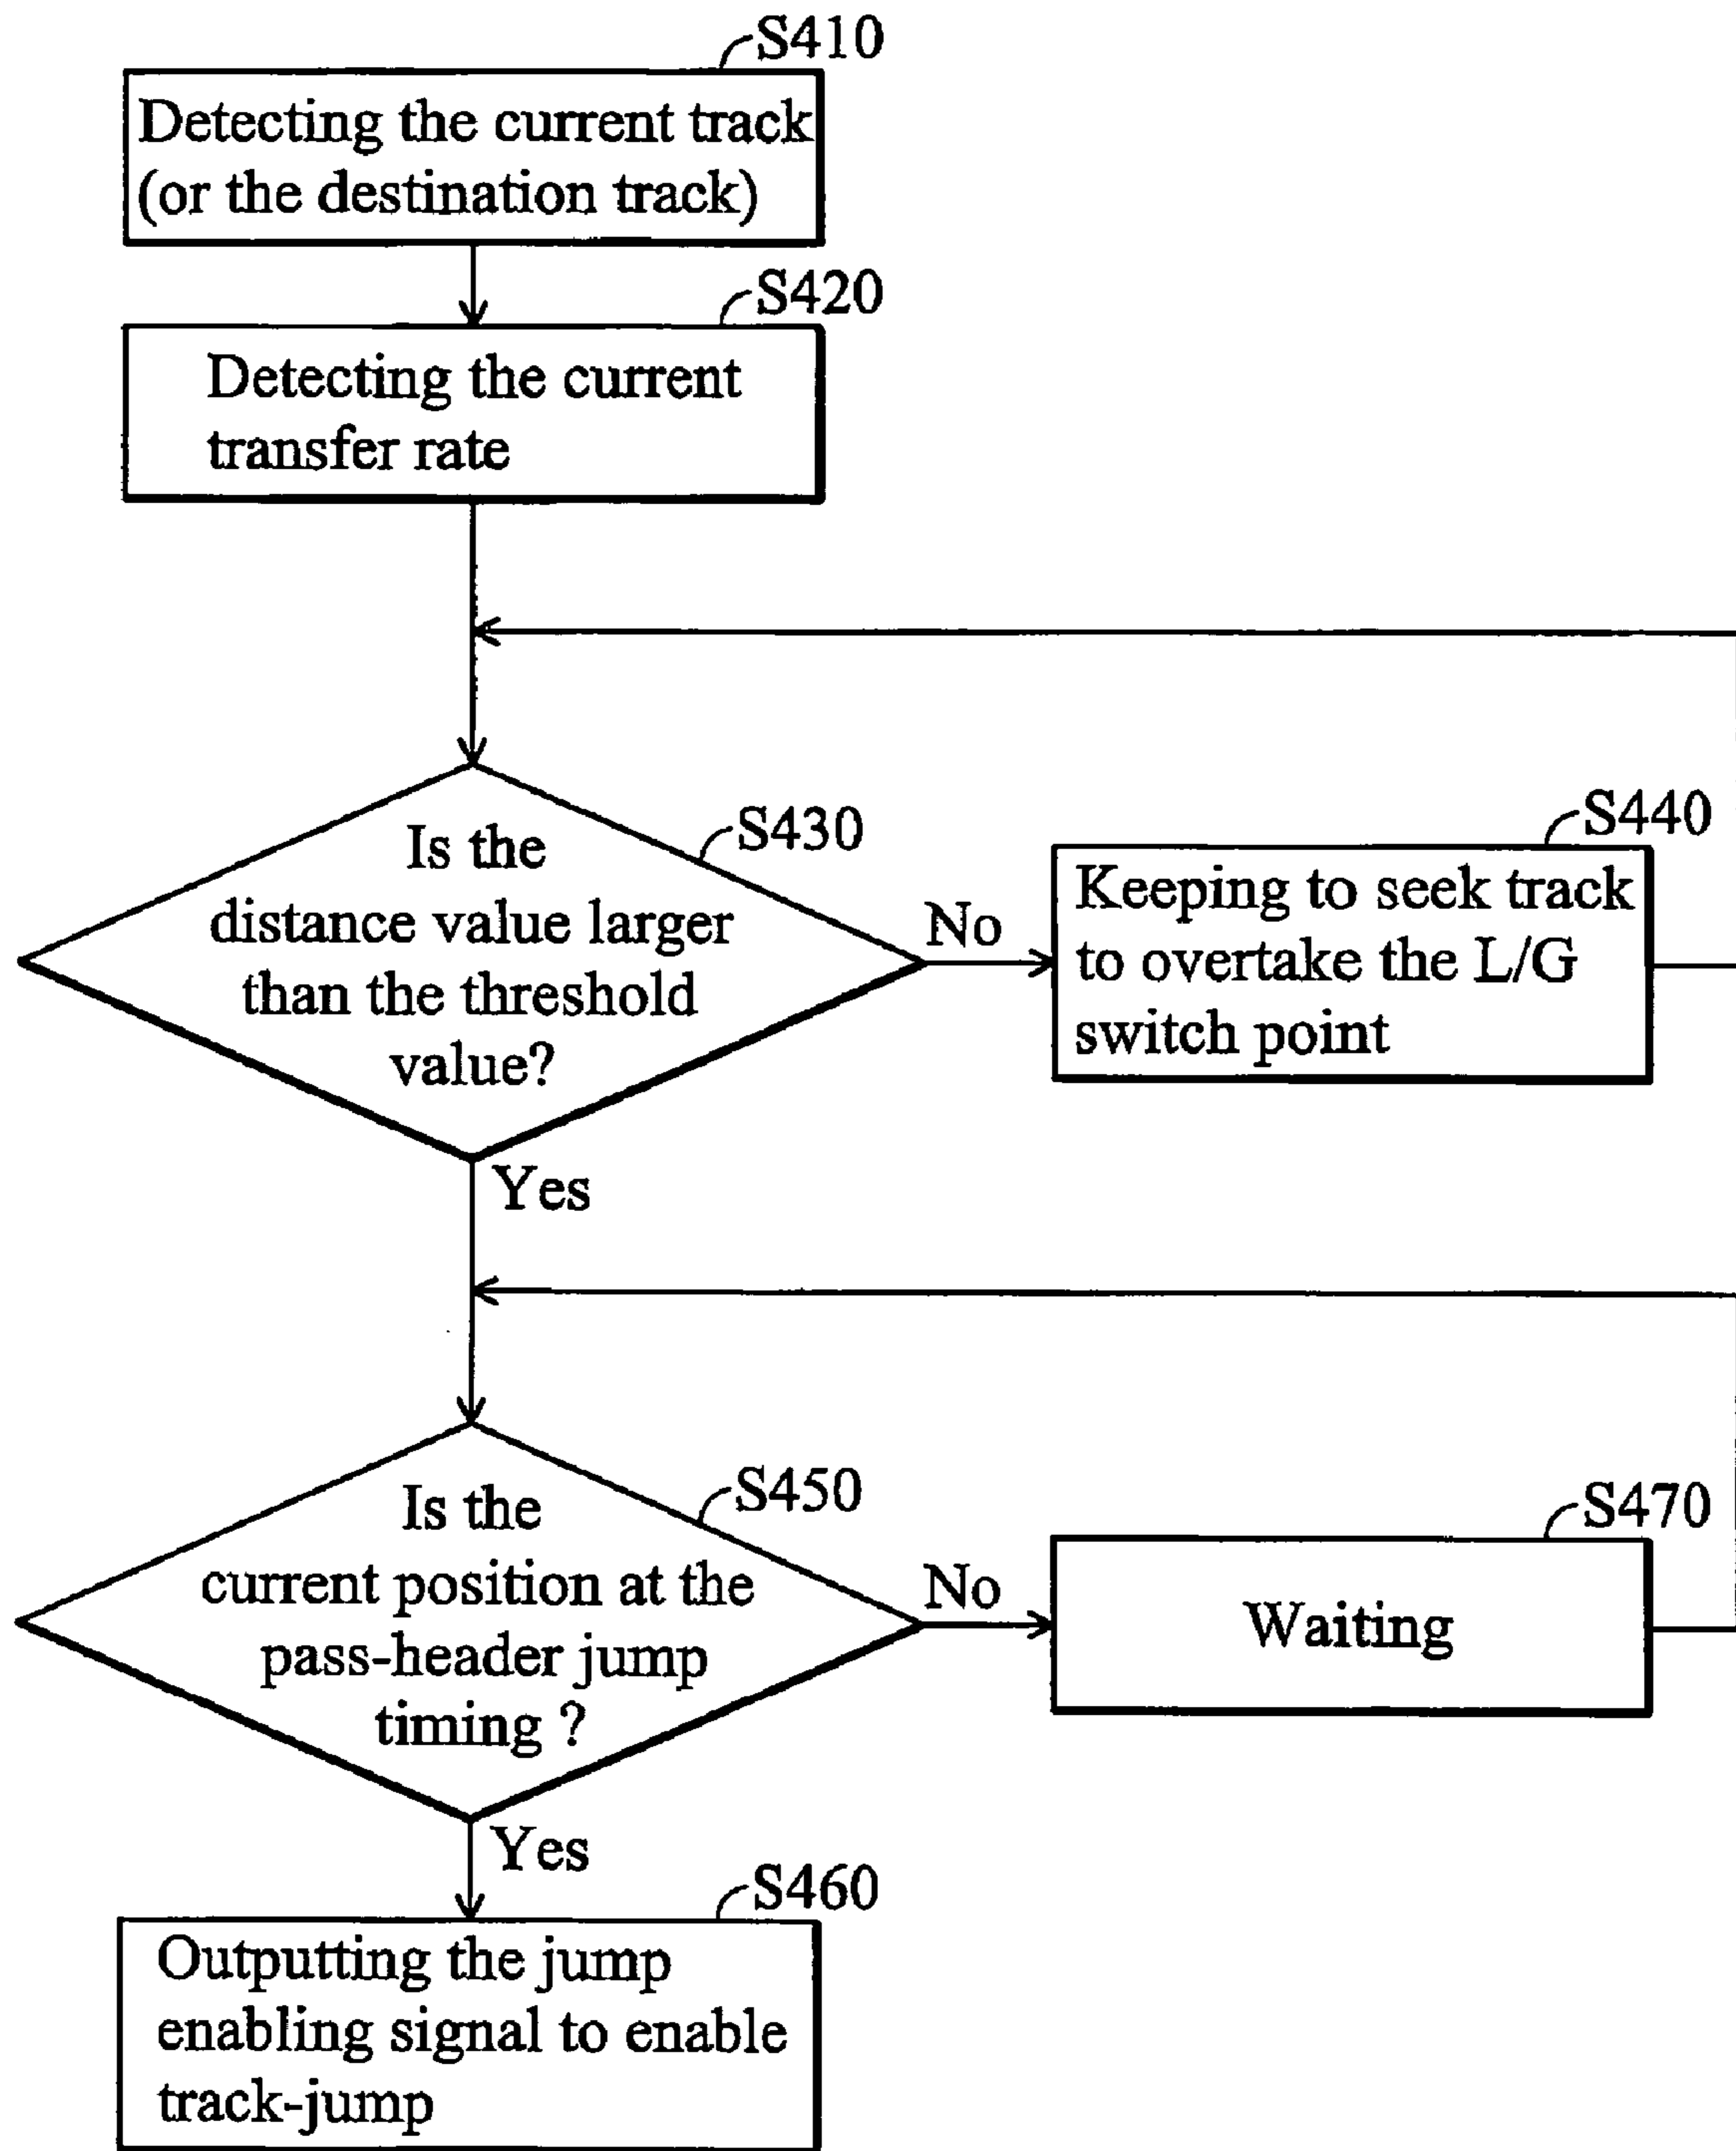 S410
Detecting the current track
(or the destination track)
S420
Detecting the current
transfer rate
S430
Is the
distance value larger
than the threshold
value?
No
S440
Keeping to seek track
to overtake the L/G
switch point
Yes
S450
Is the
current position at the
pass-header jump
timing ?
No
S470
Waiting
Yes
S460
Outputting the jump
enabling signal to enable
track-jump